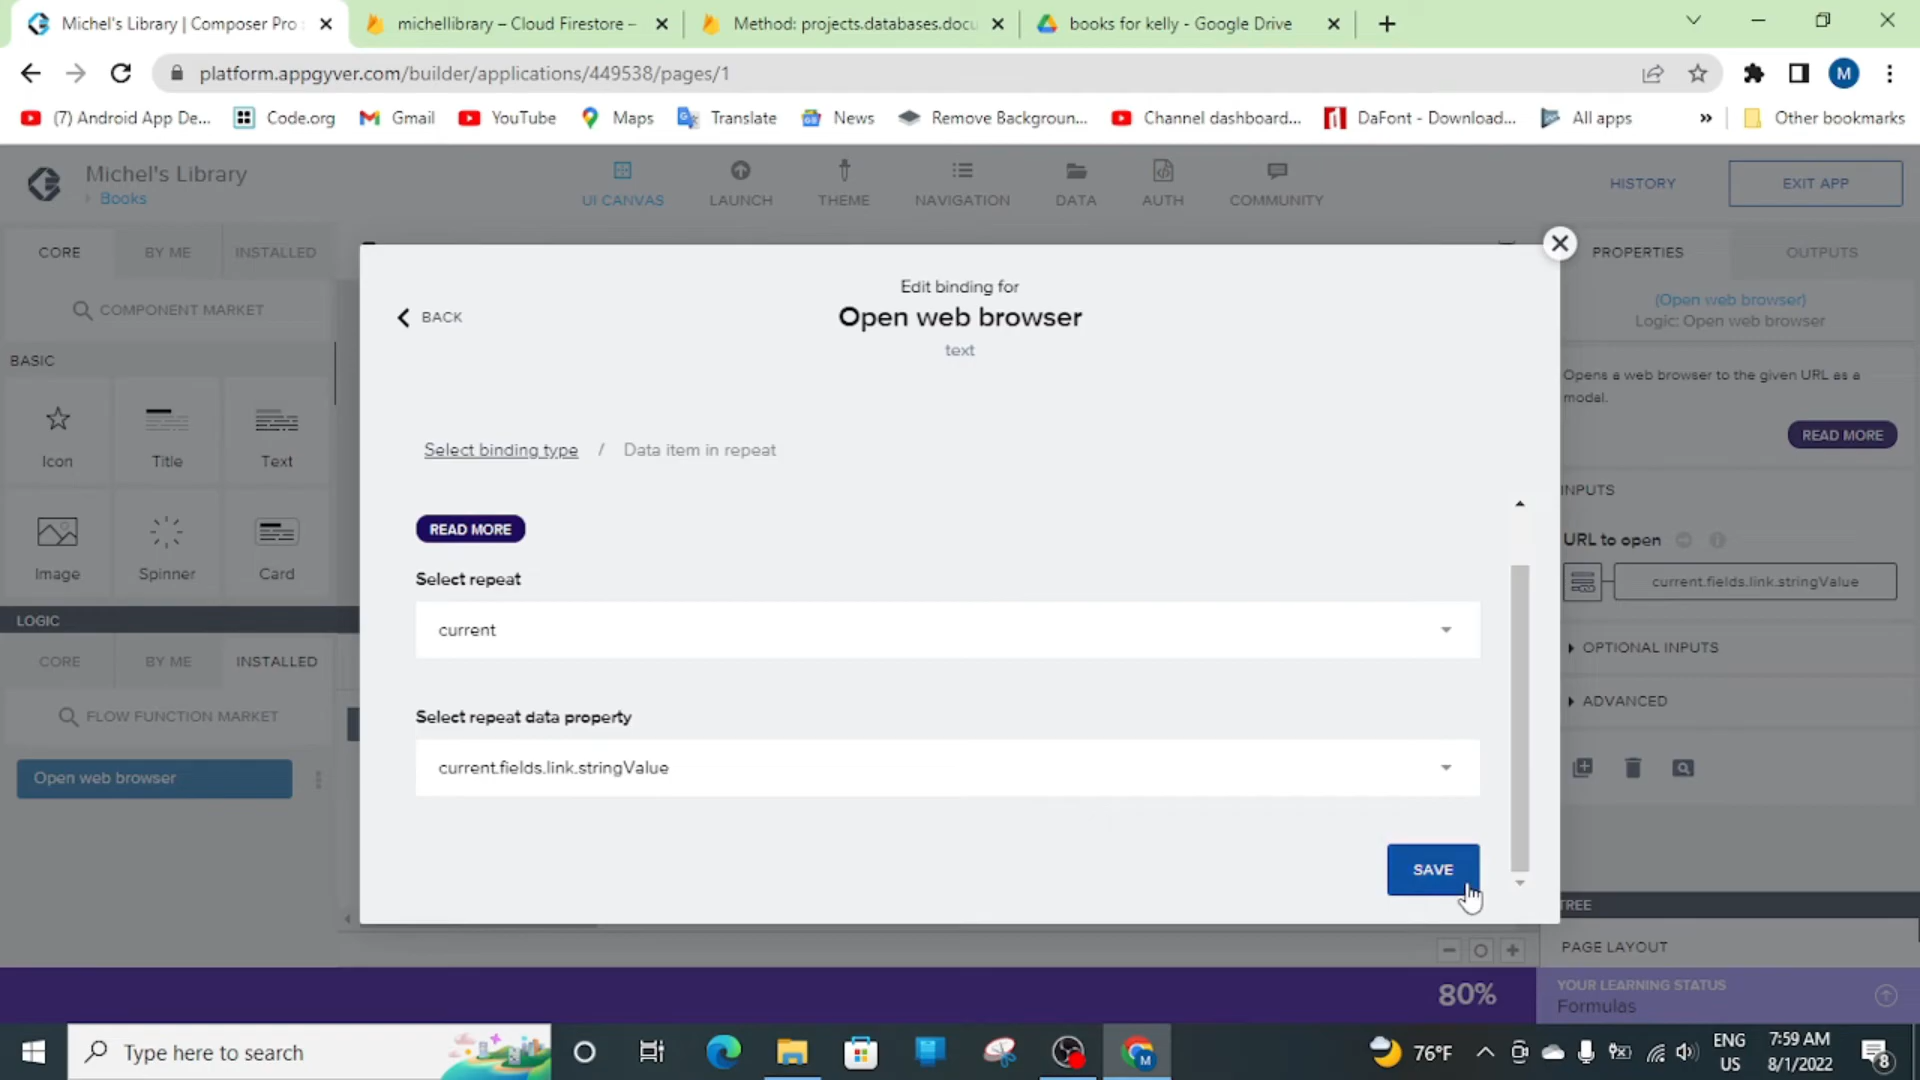 Michel's Library | Composer Pro
michellibrary – Cloud Firestore –
Method: projects.databases.docu
books for kelly - Google Drive
platform.appgyver.com/builder/applications/449538/pages/1
M
(7) Android App De...
Code.org
Gmail
YouTube
Maps
Translate
News
Remove Backgroun...
Channel dashboard...
DaFont - Download...
All apps
»
Other bookmarks
Michel's Library
Books
UI CANVAS
LAUNCH
THEME
NAVIGATION
DATA
AUTH
COMMUNITY
HISTORY
EXIT APP
CORE
BY ME
INSTALLED
COMPONENT MARKET
BASIC
Icon
Title
Text
Image
Spinner
Card
LOGIC
CORE
BY ME
INSTALLED
FLOW FUNCTION MARKET
Open web browser
BACK
Edit binding for
Open web browser
text
Select binding type / Data item in repeat
READ MORE
Select repeat
current
Select repeat data property
current.fields.link.stringValue
SAVE
PROPERTIES
OUTPUTS
(Open web browser)
Logic: Open web browser
Opens a web browser to the given URL as a
modal.
READ MORE
INPUTS
URL to open
current.fields.link.stringValue
OPTIONAL INPUTS
ADVANCED
TREE
PAGE LAYOUT
80%
YOUR LEARNING STATUS
Formulas
Type here to search
M
76°F
ENG
US
7:59 AM
8/1/2022
8